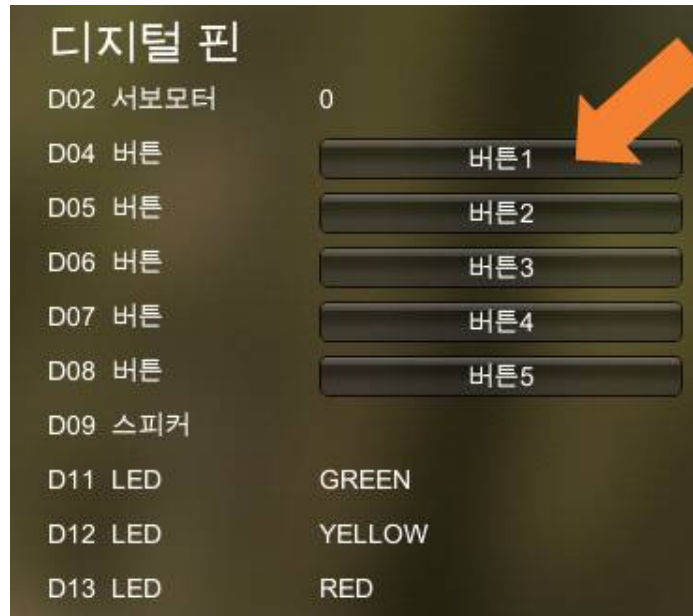 디지털 핀
D02 서보모터 0
D04 버튼 버튼1
D05 버튼 버튼2
D06 버튼 버튼3
D07 버튼 버튼4
D08 버튼 버튼5
D09 스피커
D11 LED GREEN
D12 LED YELLOW
D13 LED RED